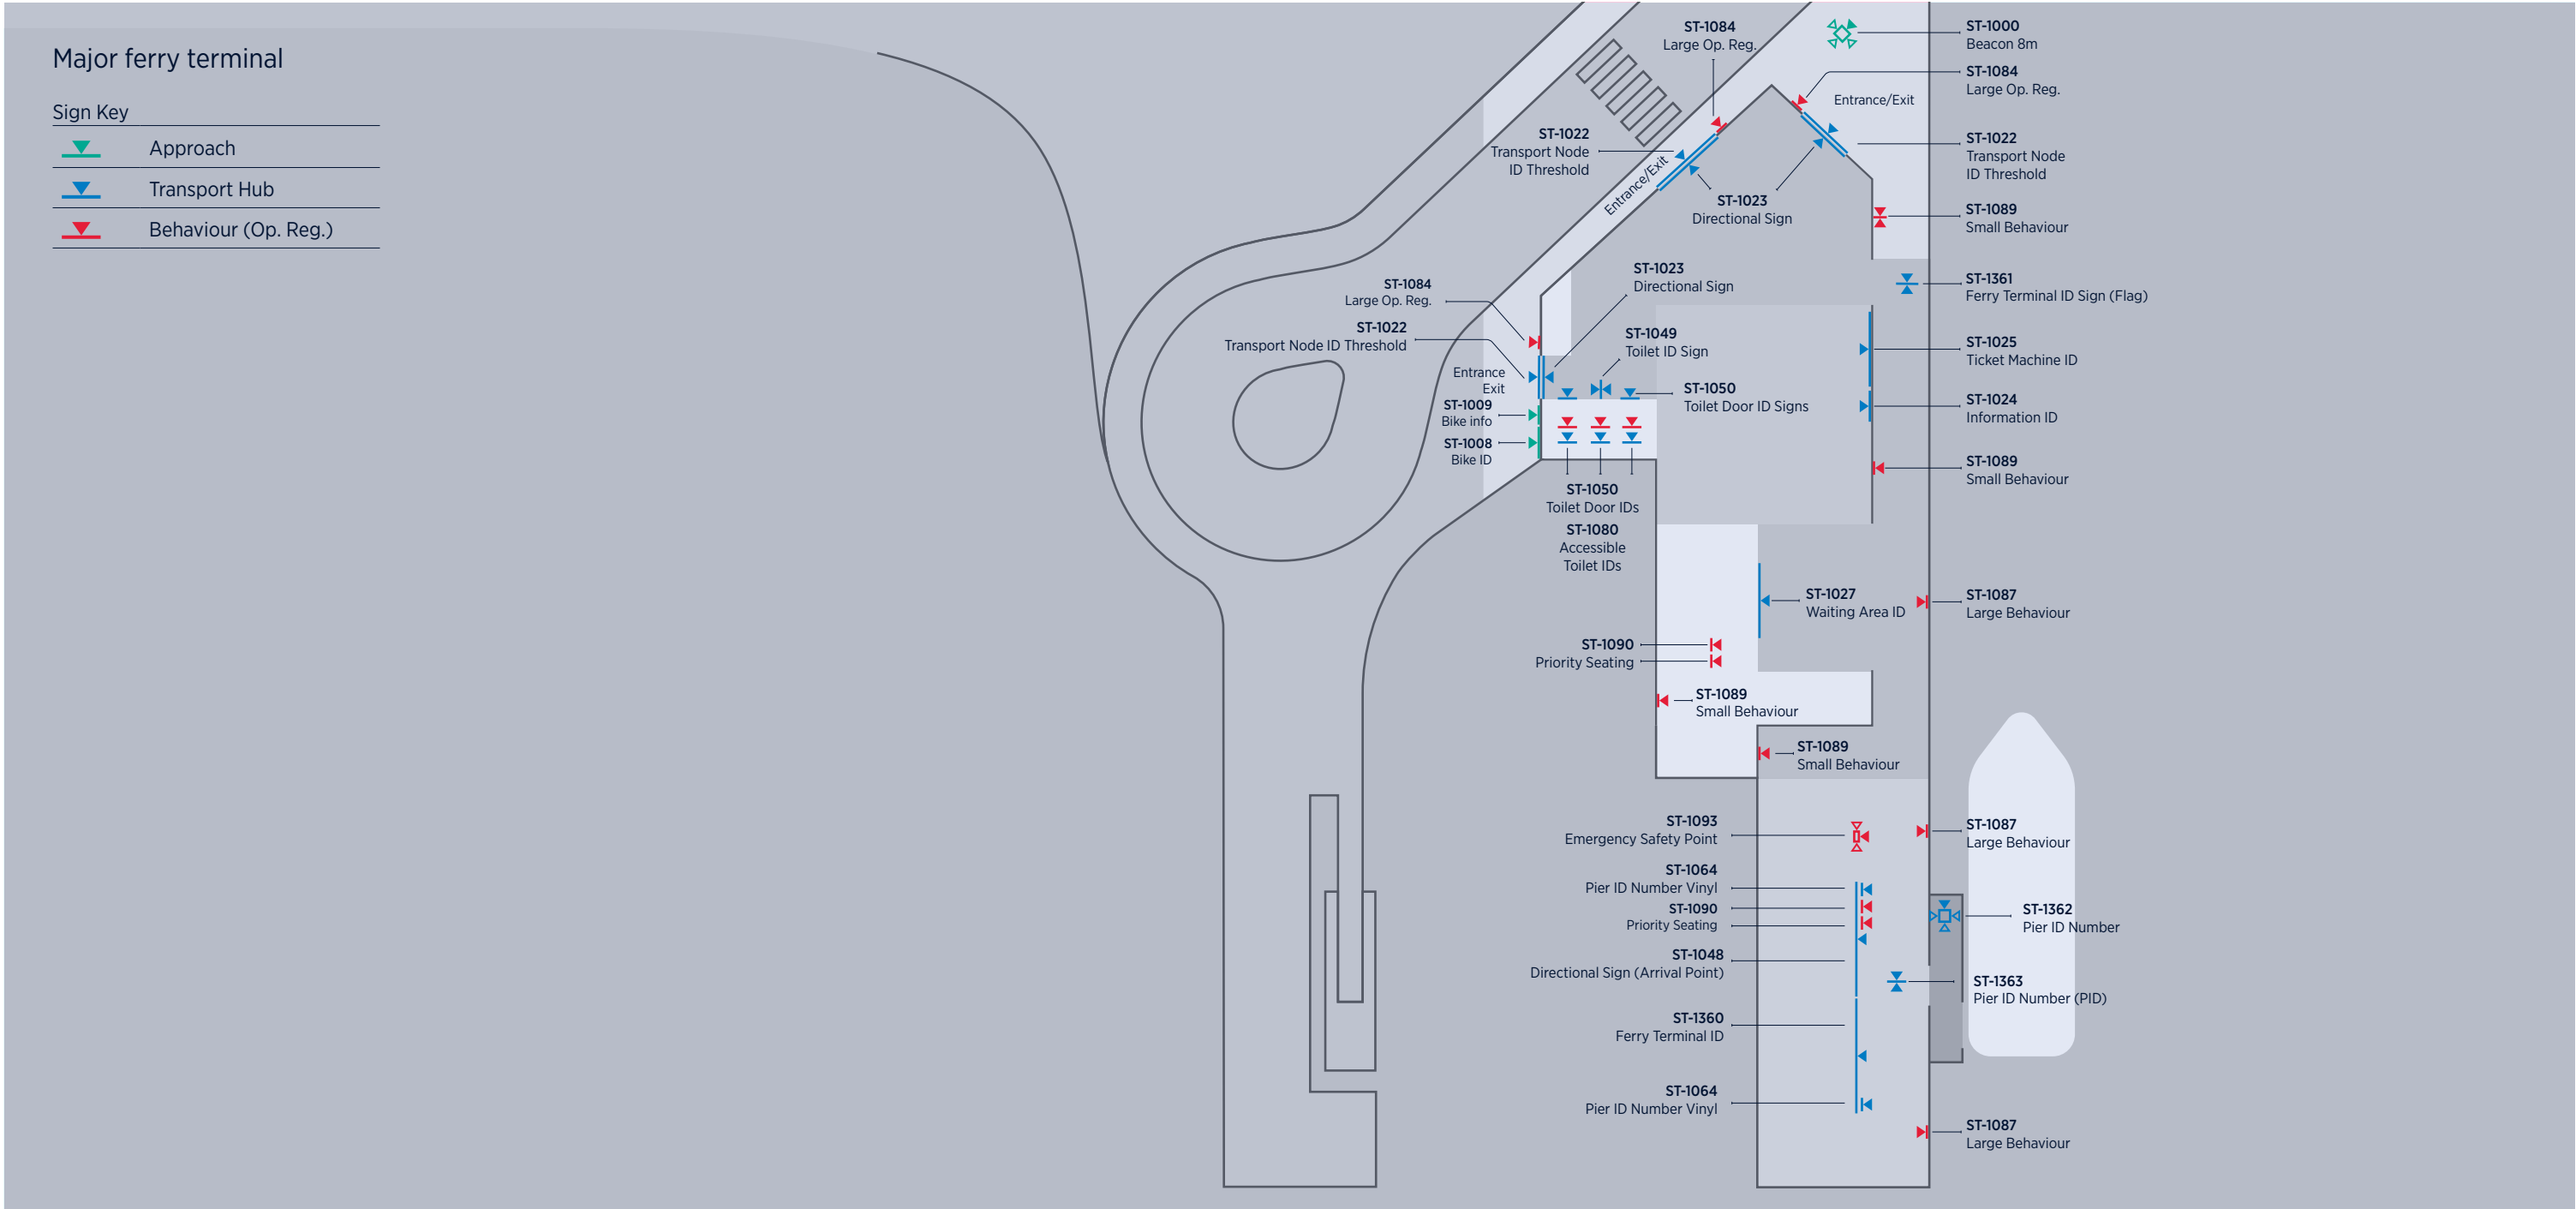 Major ferry terminal
Sign Key
Approach
Transport Hub
Behaviour (Op. Reg.)
ST-1084
Large Op. Reg.
ST-1000
Beacon 8m
ST-1084
Large Op. Reg.
Entrance/Exit
ST-1022
Transport Node
ID Threshold
ST-1022
Transport Node
ID Threshold
Entrance/Exit
ST-1023
Directional Sign
ST-1089
Small Behaviour
ST-1023
Directional Sign
ST-1361
Ferry Terminal ID Sign (Flag)
ST-1084
Large Op. Reg.
ST-1022
Transport Node ID Threshold
ST-1049
Toilet ID Sign
ST-1025
Ticket Machine ID
Entrance
Exit
ST-1050
Toilet Door ID Signs
ST-1009
Bike info
ST-1008
Bike ID
ST-1024
Information ID
ST-1089
Small Behaviour
ST-1050
Toilet Door IDs
ST-1080
Accessible
Toilet IDs
ST-1027
Waiting Area ID
ST-1087
Large Behaviour
ST-1090
Priority Seating
ST-1089
Small Behaviour
ST-1089
Small Behaviour
ST-1093
Emergency Safety Point
ST-1087
Large Behaviour
ST-1064
Pier ID Number Vinyl
ST-1090
Priority Seating
ST-1362
Pier ID Number
ST-1048
Directional Sign (Arrival Point)
ST-1363
Pier ID Number (PID)
ST-1360
Ferry Terminal ID
ST-1064
Pier ID Number Vinyl
ST-1087
Large Behaviour